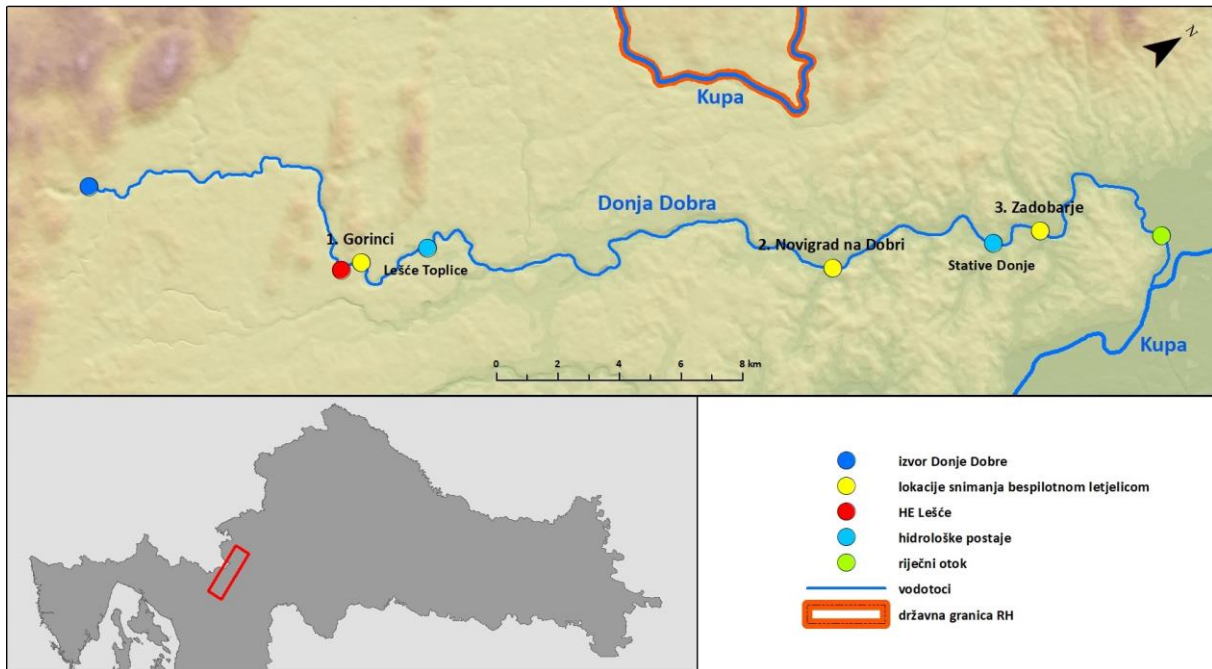 N
Kupa
Donja Dobra
1. Gorinci
Lešće Toplice
2. Novigrad na Dobri
3. Zadobarje
Stative Donje
Kupa
0 2 4 6 8 km
izvor Donje Dobre
lokacije snimanja bespilotnom letjelicom
HE Lešće
hidrološke postaje
riječni otok
vodotoci
državna granica RH